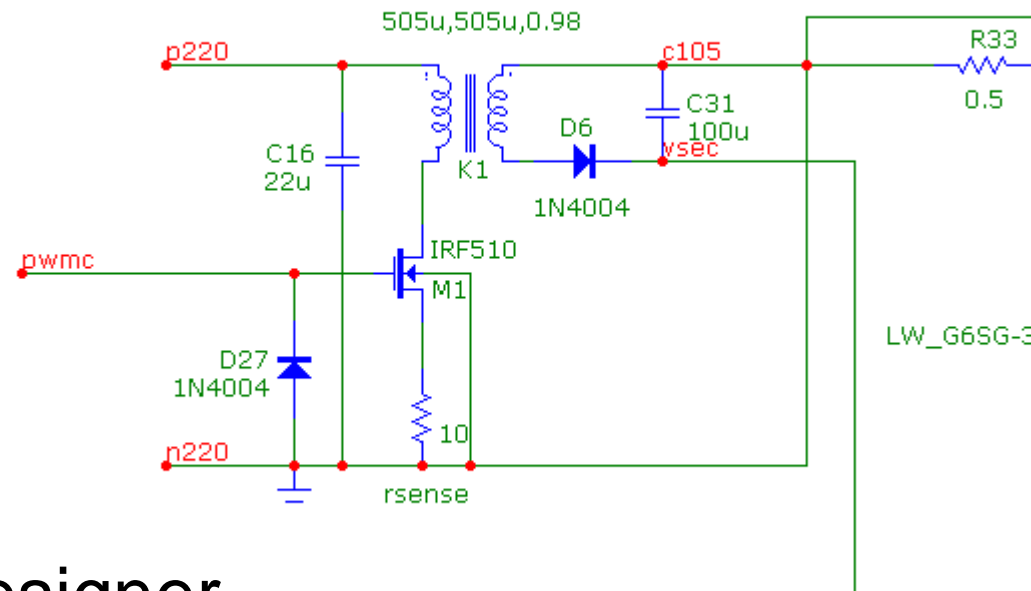 505u,505u,0.98
p220
c105
R33
0.5
C31
100u
D6
vsec
C16
22u
K1
1N4004
IRF510
pwmc
M1
LW_G6SG-3
D27
1N4004
10
n220
rsense
esigner